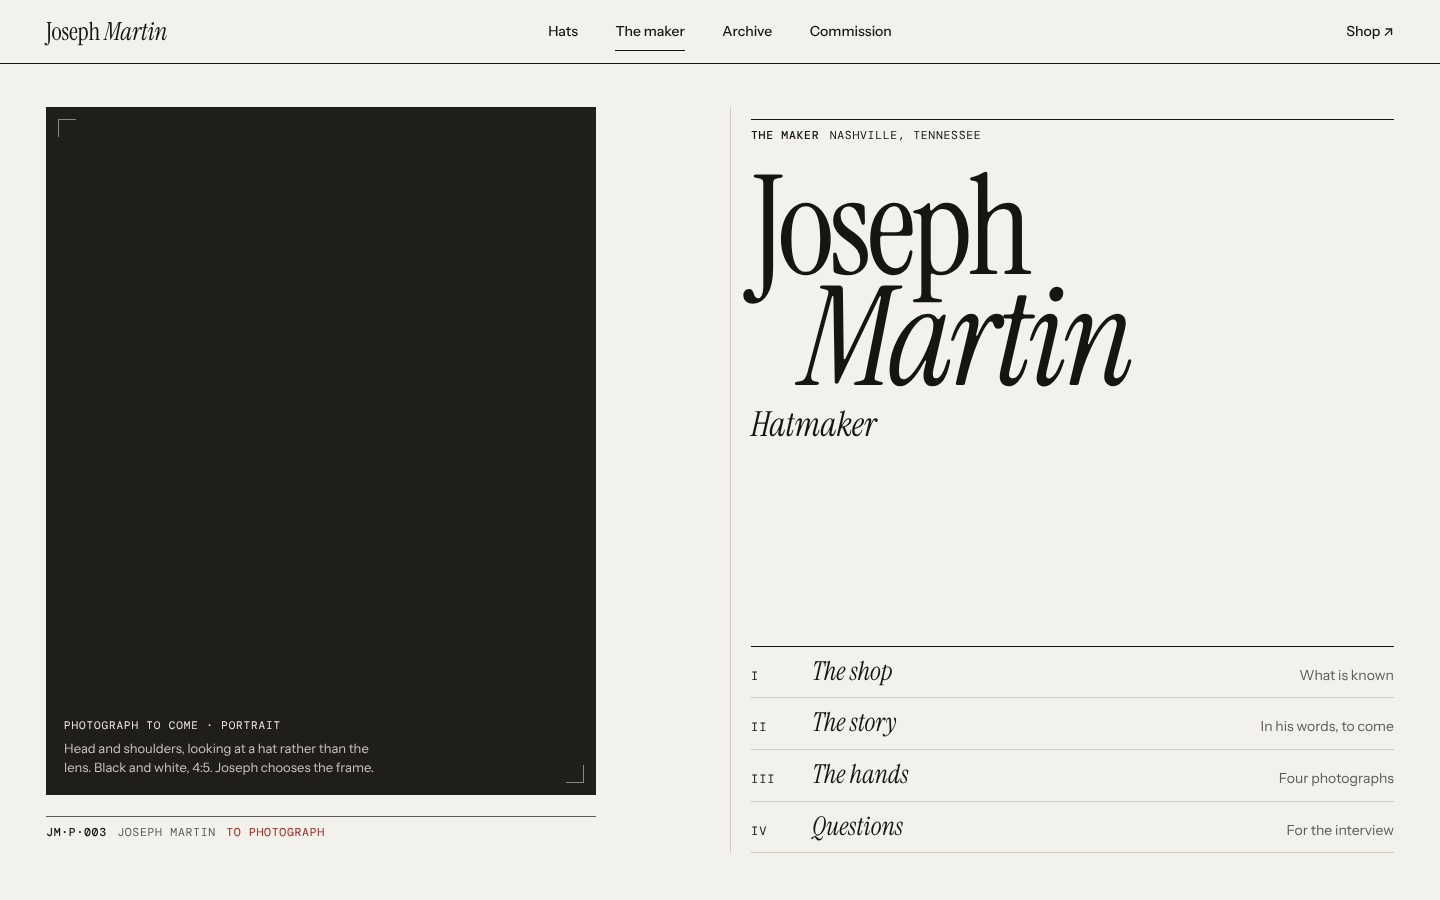 Joseph Martin
Hats
The maker
Archive
Commission
Shop ↗
PHOTOGRAPH TO COME · PORTRAIT
Head and shoulders, looking at a hat rather than the
lens. Black and white, 4:5. Joseph chooses the frame.
JM·P·003 JOSEPH MARTIN TO PHOTOGRAPH
THE MAKER NASHVILLE, TENNESSEE
Joseph
Martin
Hatmaker
I The shop What is known
II The story In his words, to come
III The hands Four photographs
IV Questions For the interview